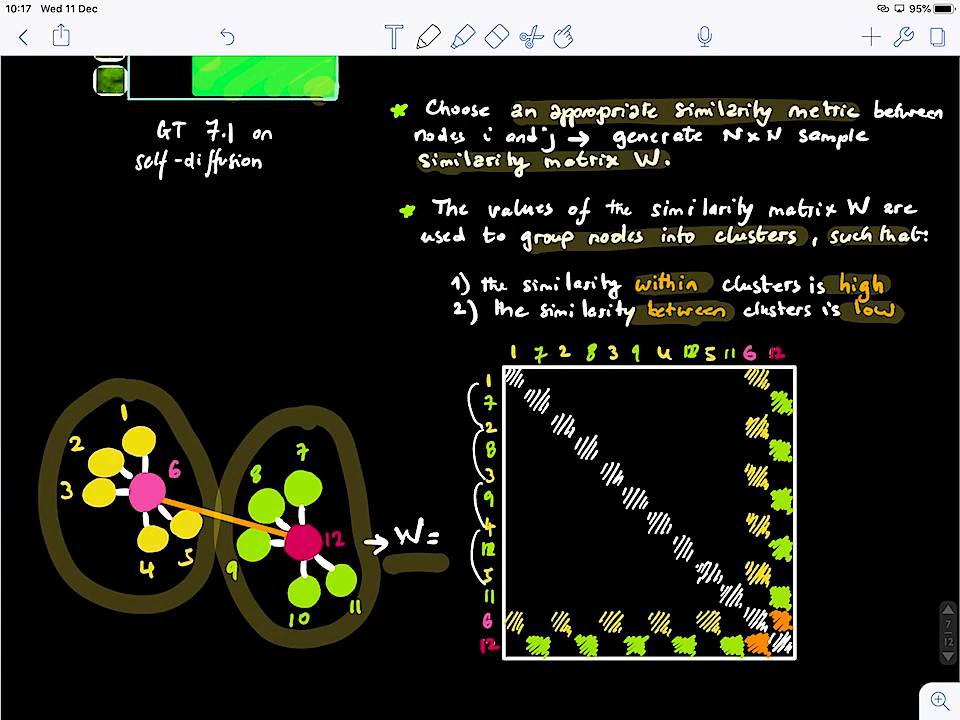 10:17 Wed 11 Dec
95%
GT 7.1 on
self-diffusion
Choose an appropriate similarity metric between
nodes i and j → generate N x N sample
similarity matrix W.
The values of the similarity matrix W are
used to group nodes into clusters, such that:
1) the similarity within clusters is high
2) the similarity between clusters is low
1 7 2 8 3 9 4 12 5 11 6 12
1
7
2
8
3
9
4
12
5
11
6
12
1
2
3
4
5
6
7
8
9
10
11
12
→ W =
7
12